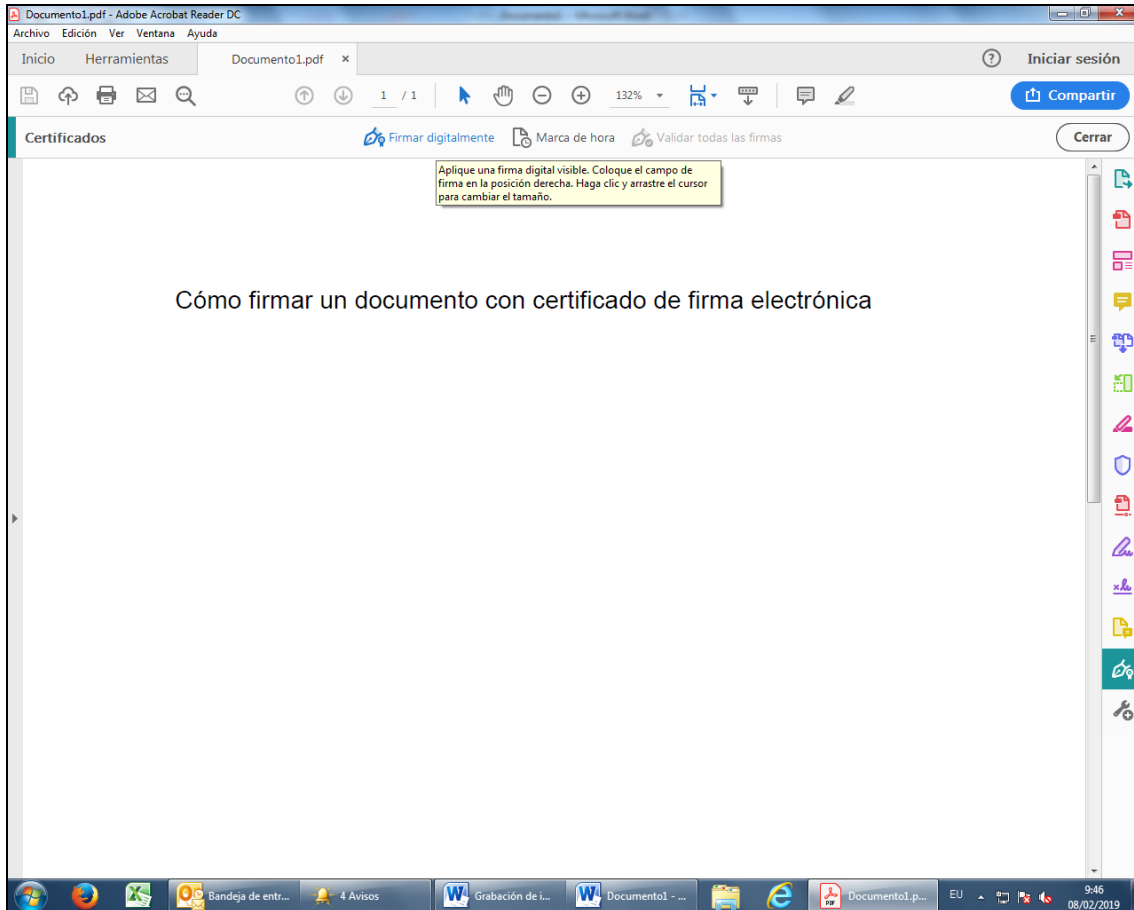 Documento1.pdf - Adobe Acrobat Reader DC
Archivo Edición Ver Ventana Ayuda
Inicio Herramientas Documento1.pdf × ? Iniciar sesión
1 / 1 132% Compartir
Certificados Firmar digitalmente Marca de hora Validar todas las firmas Cerrar
Aplique una firma digital visible. Coloque el campo de
firma en la posición derecha. Haga clic y arrastre el cursor
para cambiar el tamaño.
Cómo firmar un documento con certificado de firma electrónica
Bandeja de entr... 4 Avisos Grabación de i... Documento1 - ... Documento1.p... EU 9:46
08/02/2019